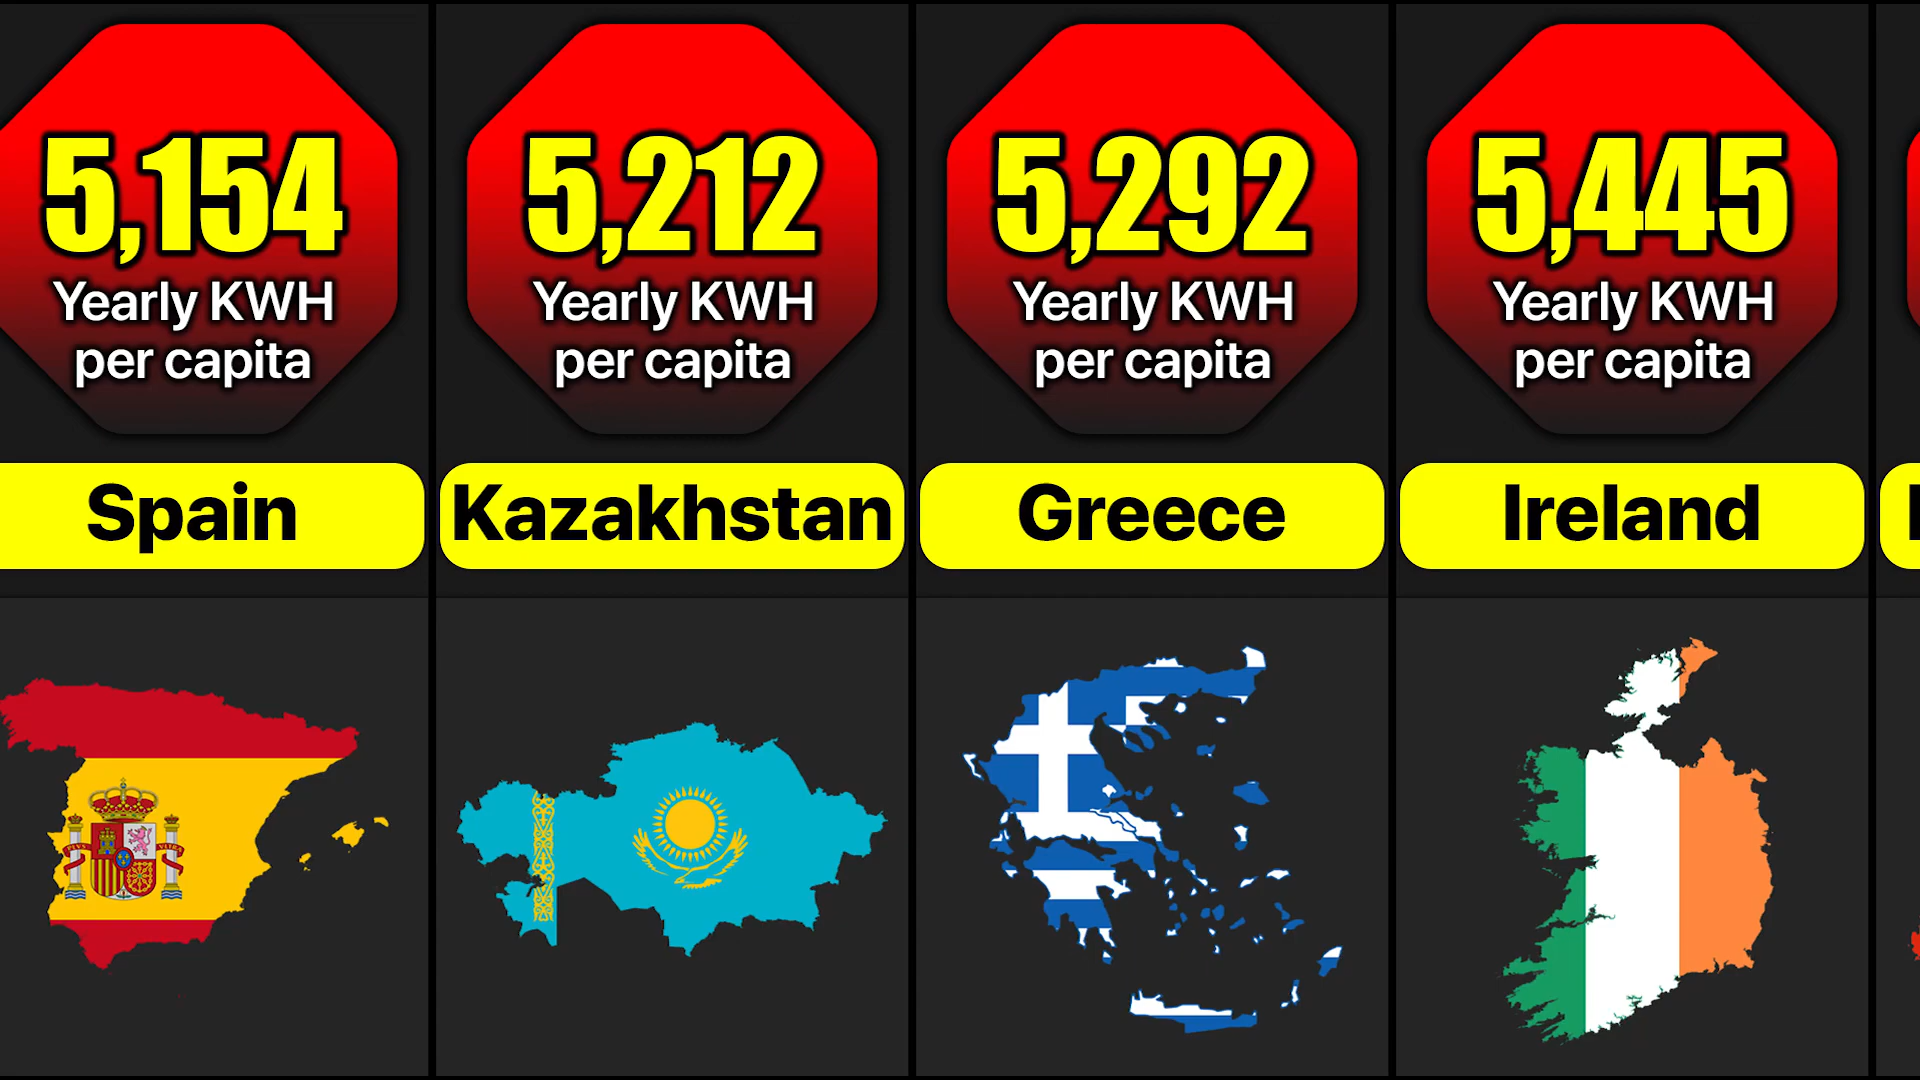 5,154
Yearly KWH
per capita
Spain
5,212
Yearly KWH
per capita
Kazakhstan
5,292
Yearly KWH
per capita
Greece
5,445
Yearly KWH
per capita
Ireland